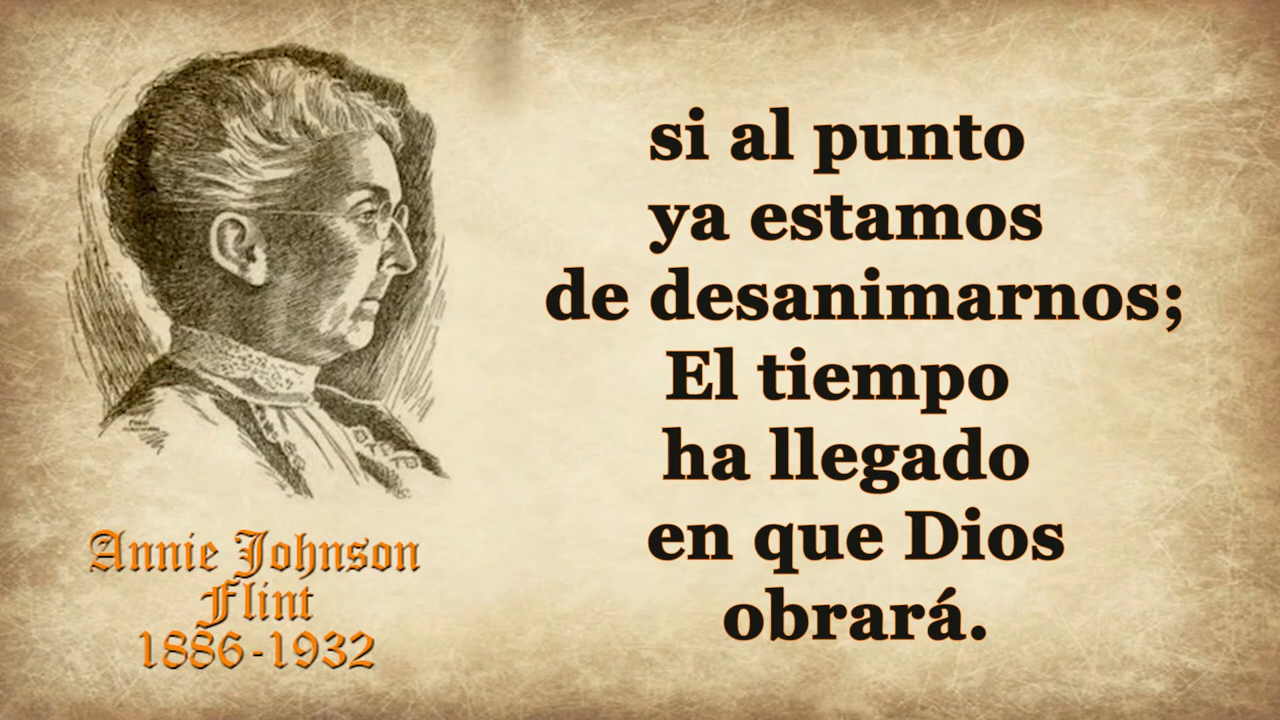 si al punto
ya estamos
de desanimarnos;
El tiempo
ha llegado
en que Dios
obrará.
Annie Johnson
Flint
1886-1932